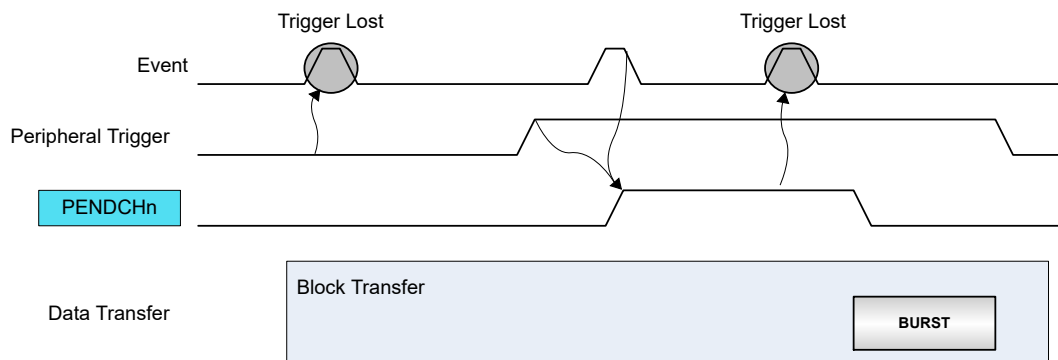 Trigger Lost
Trigger Lost
Event
Peripheral Trigger
PENDCHn
Block Transfer
Data Transfer
BURST